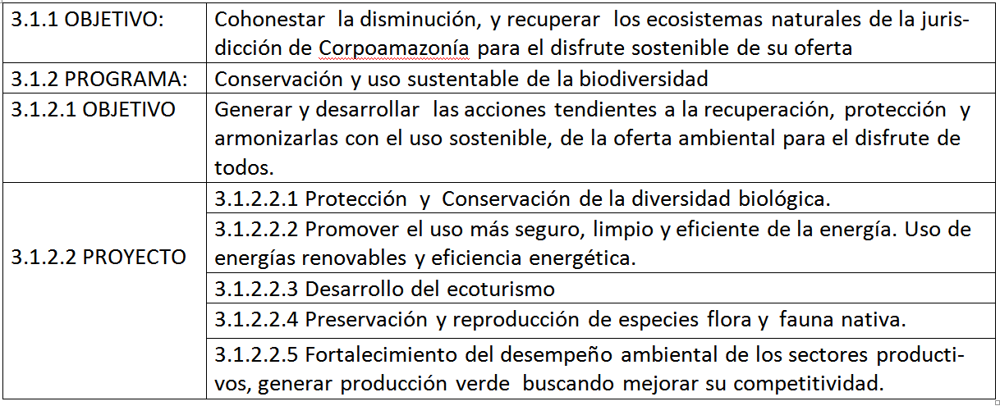 3.1.1 OBJETIVO:
Cohonestar la disminución, y recuperar los ecosistemas naturales de la juris-
dicción de Corpoamazonía para el disfrute sostenible de su oferta
3.1.2 PROGRAMA:
Conservación y uso sustentable de la biodiversidad
3.1.2.1 OBJETIVO
Generar y desarrollar las acciones tendientes a la recuperación, protección y
armonizarlas con el uso sostenible, de la oferta ambiental para el disfrute de
todos.
3.1.2.2 PROYECTO
3.1.2.2.1 Protección y Conservación de la diversidad biológica.
3.1.2.2.2 Promover el uso más seguro, limpio y eficiente de la energía. Uso de
energías renovables y eficiencia energética.
3.1.2.2.3 Desarrollo del ecoturismo
3.1.2.2.4 Preservación y reproducción de especies flora y fauna nativa.
3.1.2.2.5 Fortalecimiento del desempeño ambiental de los sectores producti-
vos, generar producción verde buscando mejorar su competitividad.